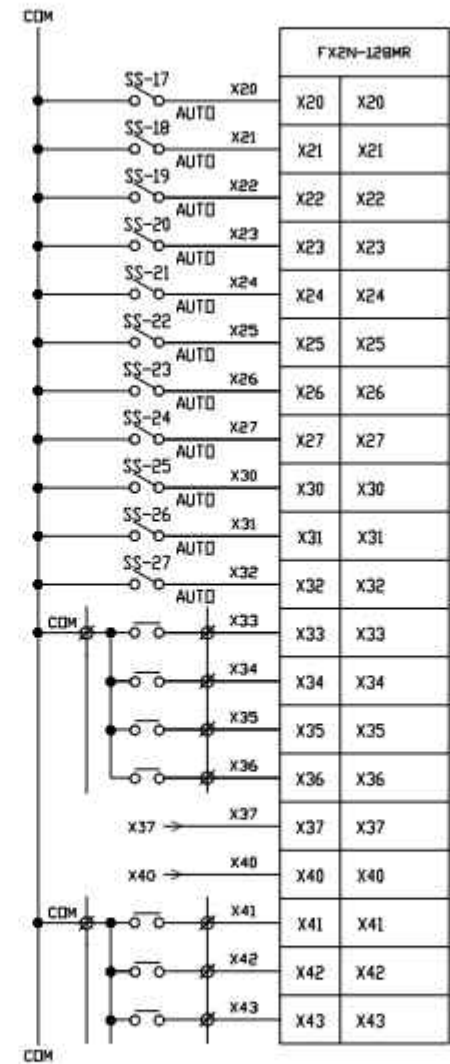 COM
FX2N-128MR
SS-17 X20 X20 X20
AUTO
SS-18 X21 X21 X21
AUTO
SS-19 X22 X22 X22
AUTO
SS-20 X23 X23 X23
AUTO
SS-21 X24 X24 X24
AUTO
SS-22 X25 X25 X25
AUTO
SS-23 X26 X26 X26
AUTO
SS-24 X27 X27 X27
AUTO
SS-25 X30 X30 X30
AUTO
SS-26 X31 X31 X31
AUTO
SS-27 X32 X32 X32
AUTO
COM X33 X33 X33
X34 X34 X34
X35 X35 X35
X36 X36 X36
X37 X37 X37 X37
X40 X40 X40 X40
COM X41 X41 X41
X42 X42 X42
X43 X43 X43
COM